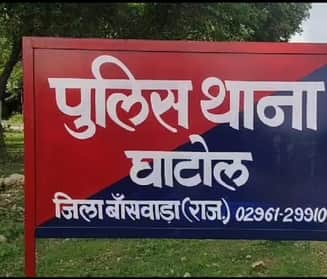 पुलिस थाना
घाटोल
जिला बाँसवाड़ा (राज.) 02961-29910